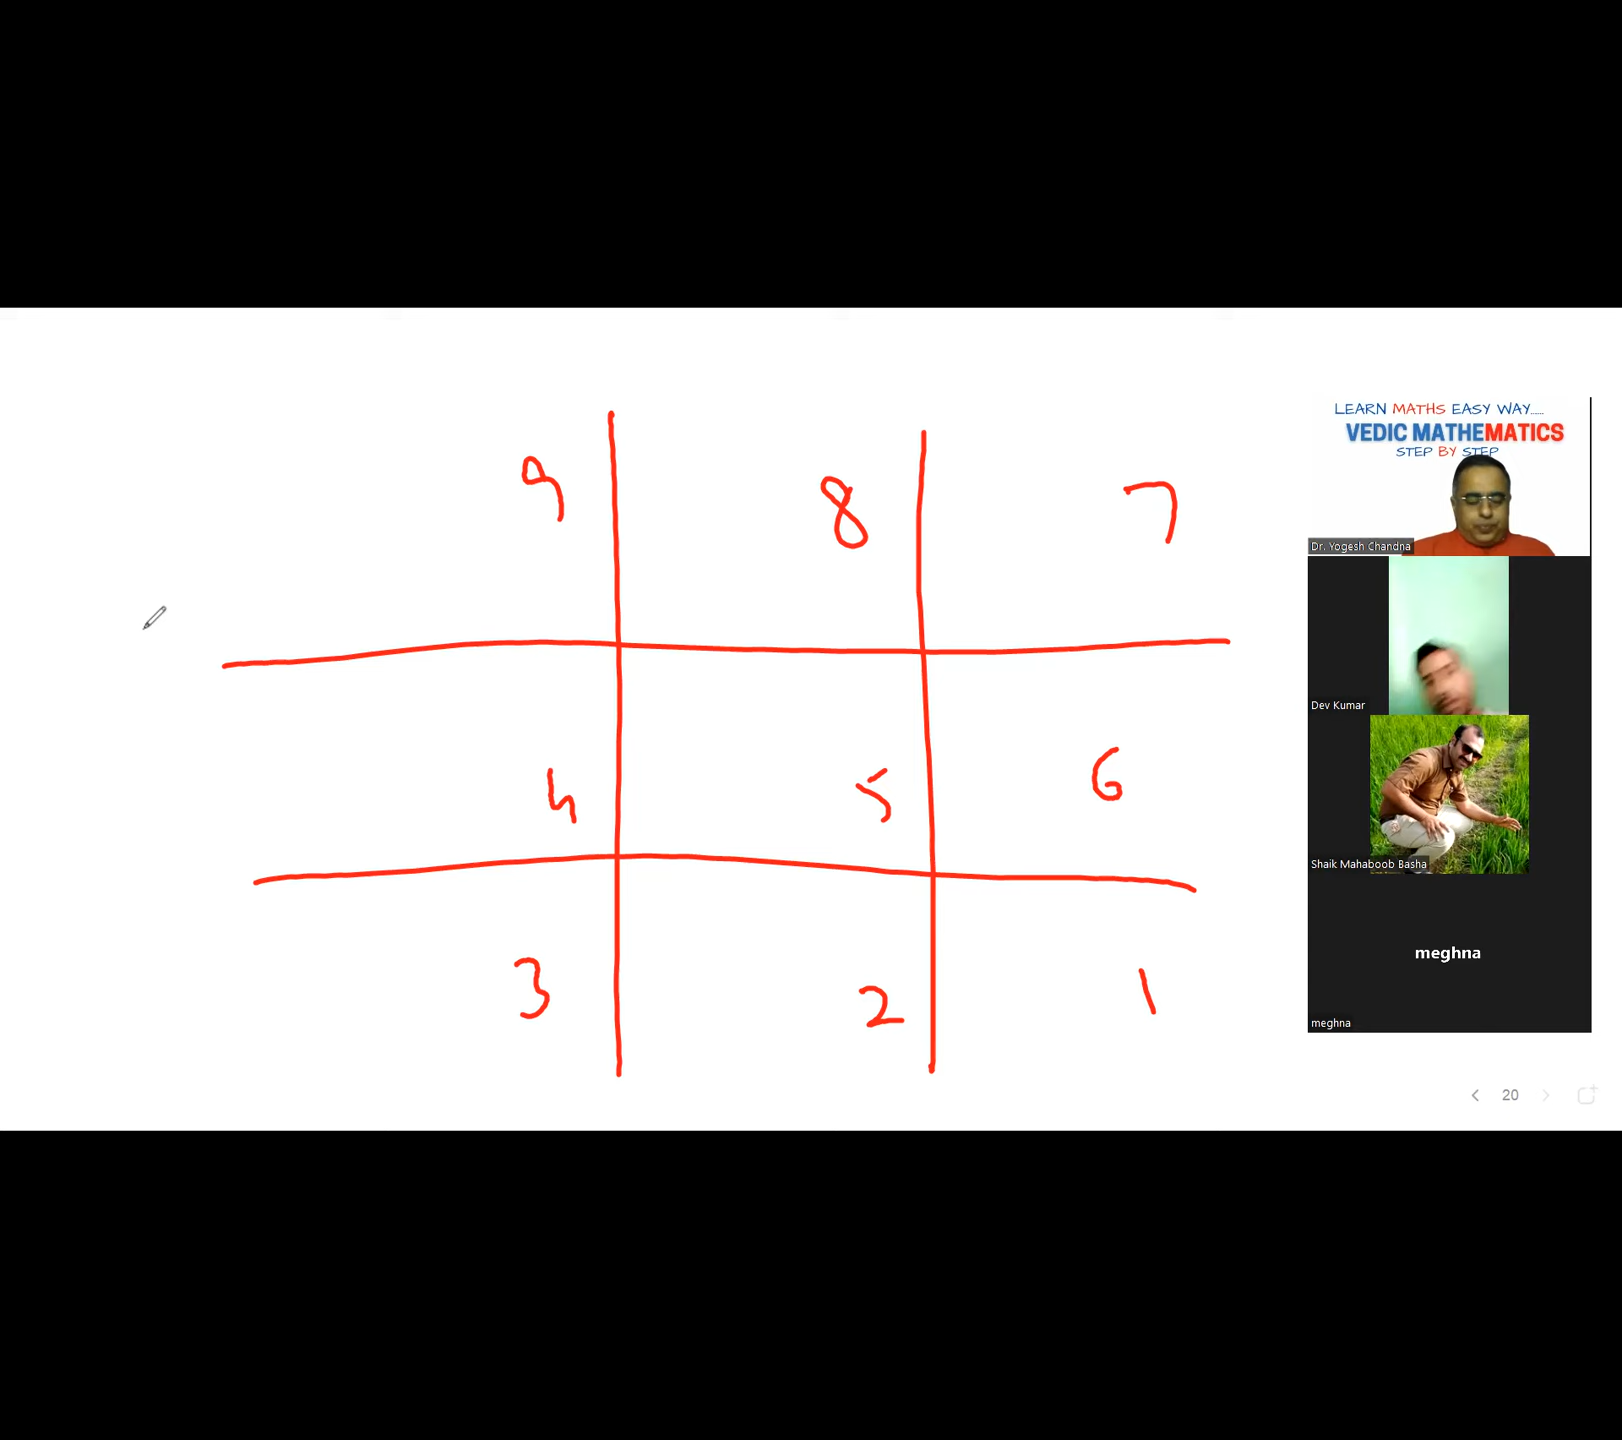 LEARN MATHS EASY WAY.....
VEDIC MATHEMATICS
STEP BY STEP
9 8 7
Dr. Yogesh Chandna
Dev Kumar
4 5 6
Shaik Mahaboob Basha
meghna
3 2 1
meghna
20